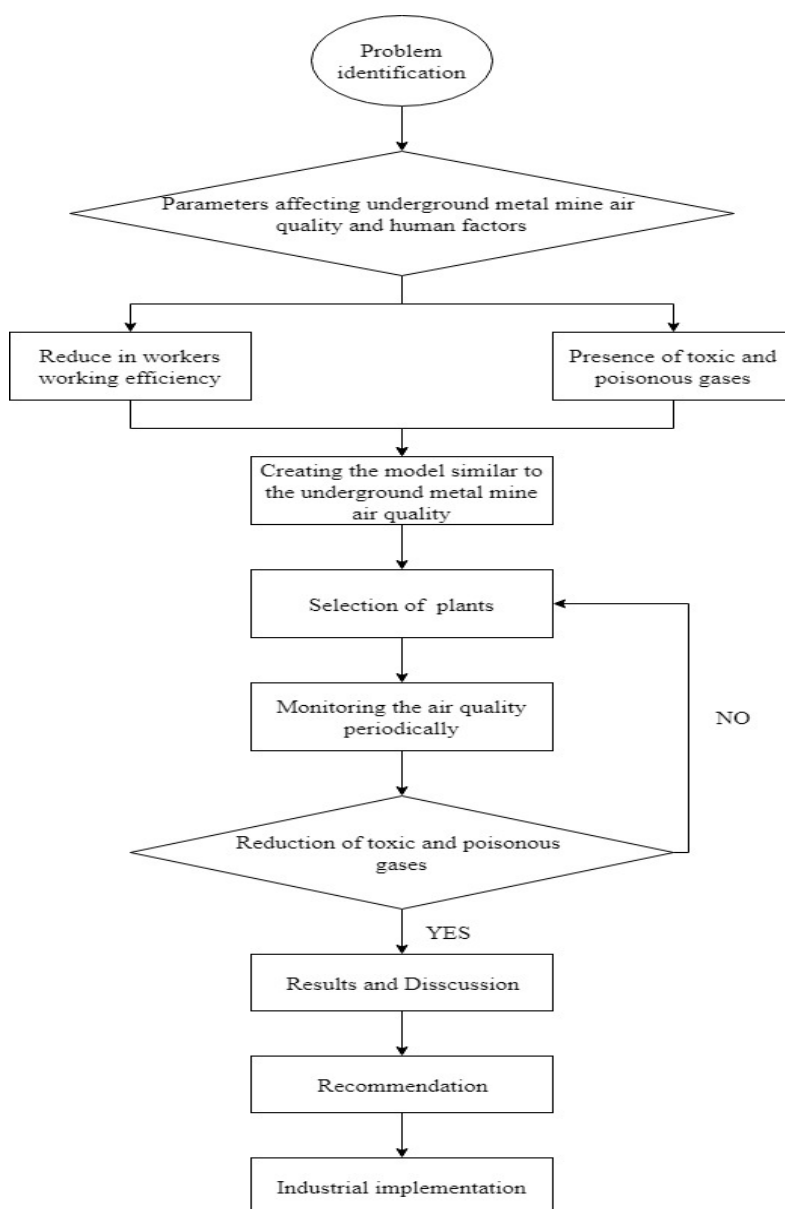 Problem
identification
Parameters affecting underground metal mine air
quality and human factors
Reduce in workers
working efficiency
Presence of toxic and
poisonous gases
Creating the model similar to
the underground metal mine
air quality
Selection of plants
Monitoring the air quality
periodically
NO
Reduction of toxic and poisonous
gases
YES
Results and Disscussion
Recommendation
Industrial implementation